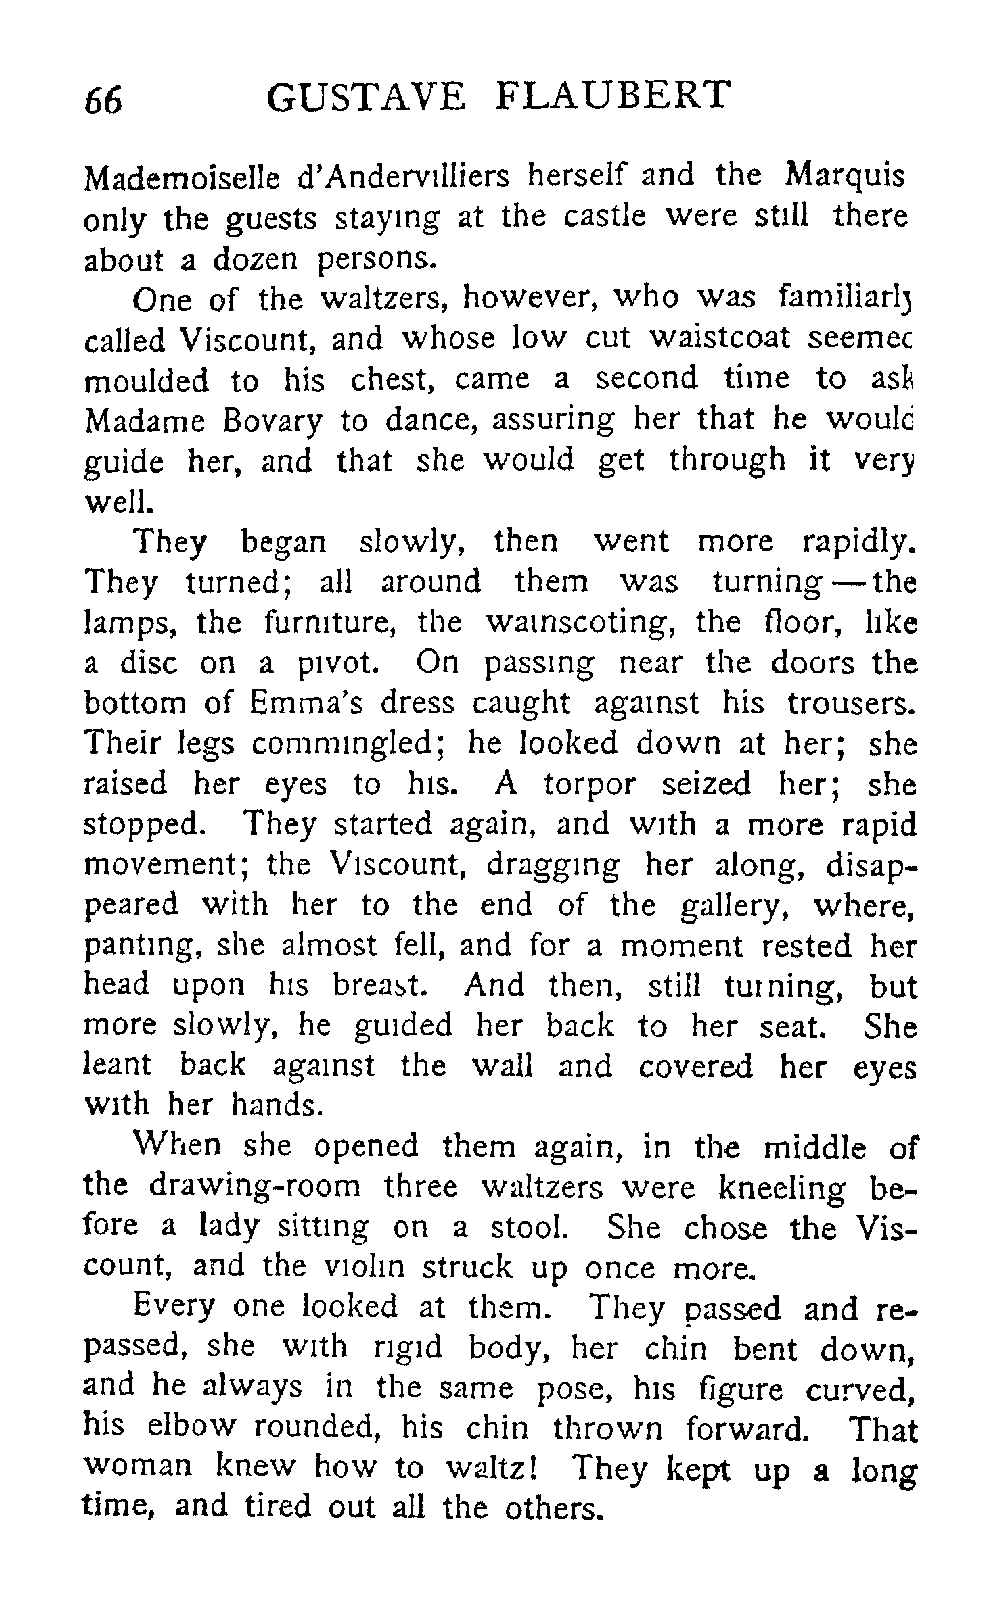 66 GUSTAVE FLAUBERT
Mademoiselle d'Andervilliers herself and the Marquis
only the guests staying at the castle were still there
about a dozen persons.
One of the waltzers, however, who was familiarly
called Viscount, and whose low cut waistcoat seemed
moulded to his chest, came a second time to ask
Madame Bovary to dance, assuring her that he would
guide her, and that she would get through it very
well.
They began slowly, then went more rapidly.
They turned; all around them was turning — the
lamps, the furniture, the wainscoting, the floor, like
a disc on a pivot. On passing near the doors the
bottom of Emma's dress caught against his trousers.
Their legs commingled; he looked down at her; she
raised her eyes to his. A torpor seized her; she
stopped. They started again, and with a more rapid
movement; the Viscount, dragging her along, disap-
peared with her to the end of the gallery, where,
panting, she almost fell, and for a moment rested her
head upon his breast. And then, still turning, but
more slowly, he guided her back to her seat. She
leant back against the wall and covered her eyes
with her hands.
When she opened them again, in the middle of
the drawing-room three waltzers were kneeling be-
fore a lady sitting on a stool. She chose the Vis-
count, and the violin struck up once more.
Every one looked at them. They passed and re-
passed, she with rigid body, her chin bent down,
and he always in the same pose, his figure curved,
his elbow rounded, his chin thrown forward. That
woman knew how to waltz! They kept up a long
time, and tired out all the others.